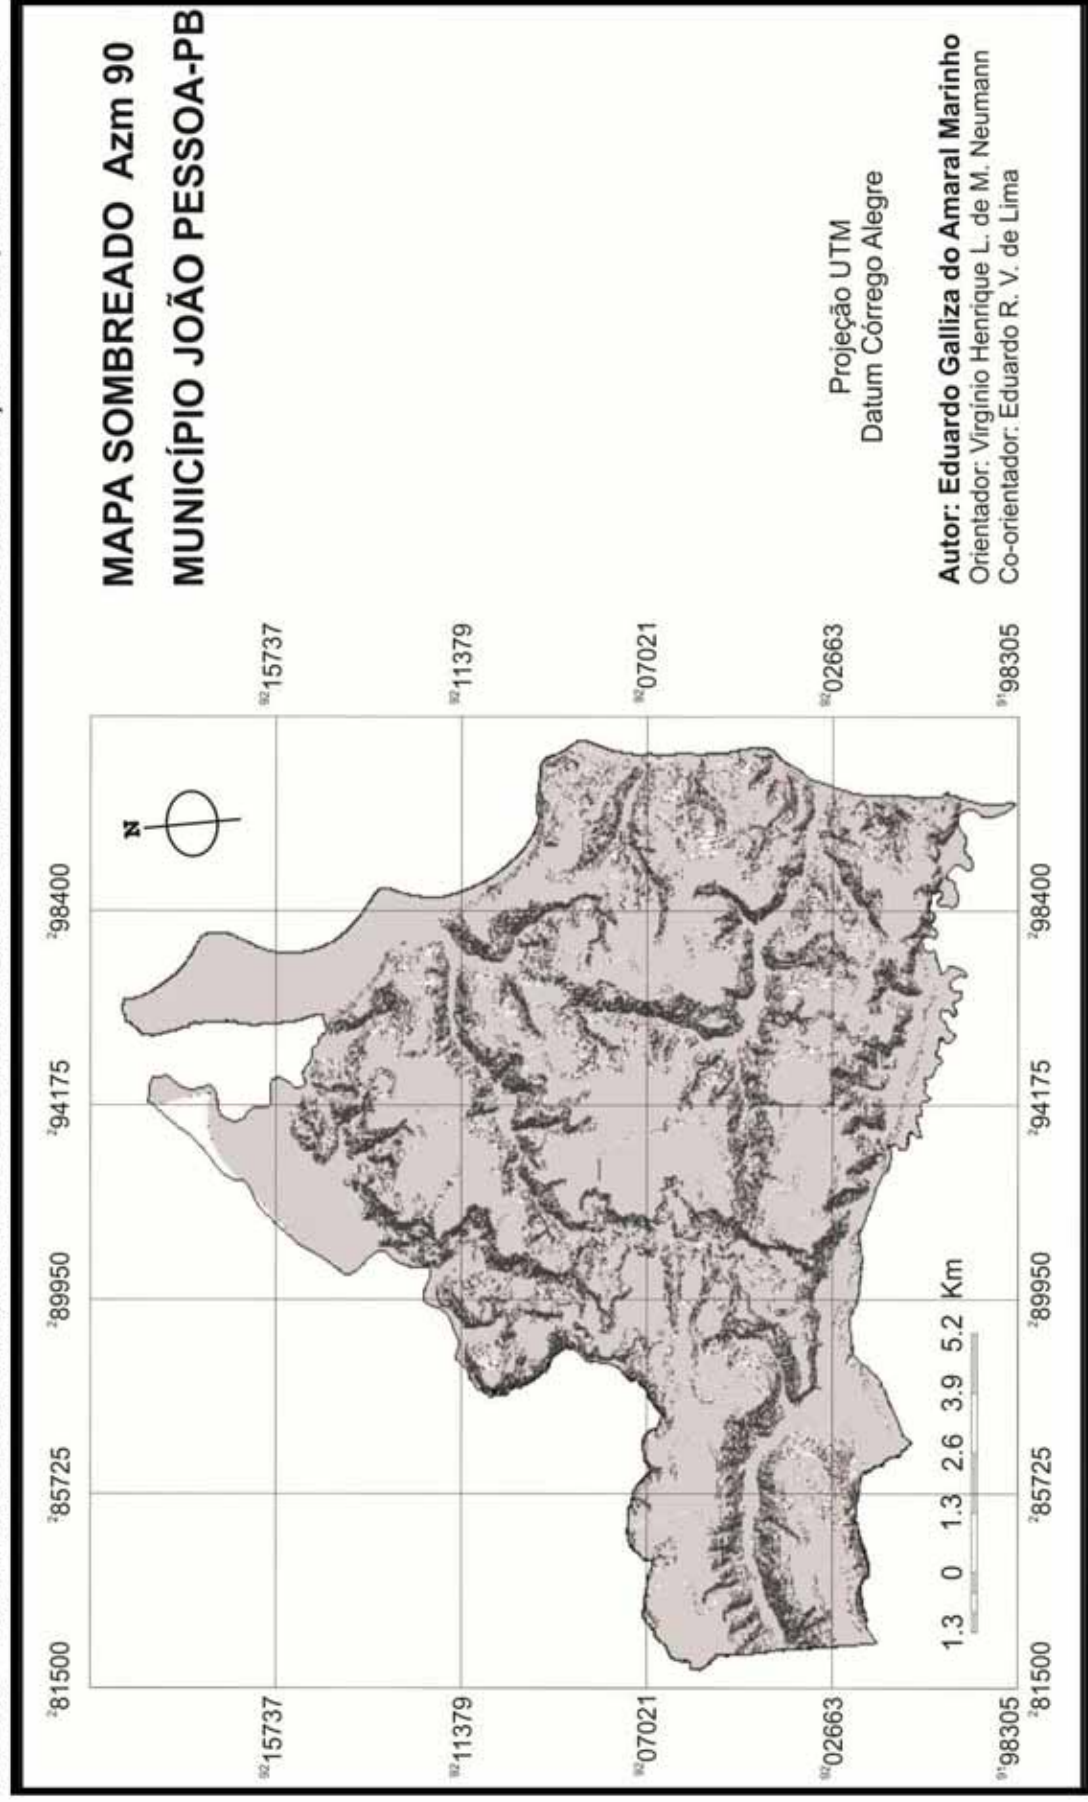 MAPA SOMBREADO Azm 90
MUNICÍPIO JOÃO PESSOA-PB
²81500 ²85725 ²89950 ²94175 ²98400
N
⁹²15737 ⁹²15737
⁹²11379 ⁹²11379
⁹²07021 ⁹²07021
⁹²02663 ⁹²02663
⁹¹98305 ⁹¹98305
1.3 0 1.3 2.6 3.9 5.2 Km
²81500 ²85725 ²89950 ²94175 ²98400
Projeção UTM
Datum Córrego Alegre
Autor: Eduardo Galliza do Amaral Marinho
Orientador: Virgínio Henrique L. de M. Neumann
Co-orientador: Eduardo R. V. de Lima